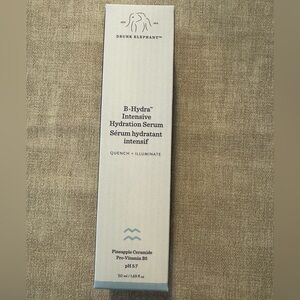 DRUNK ELEPHANT™
B-Hydra™
Intensive
Hydration Serum
Sérum hydratant
intensif
QUENCH + ILLUMINATE
Pineapple Ceramide
Pro-Vitamin B5
pH 5.7
50 ml / 1.69 fl oz